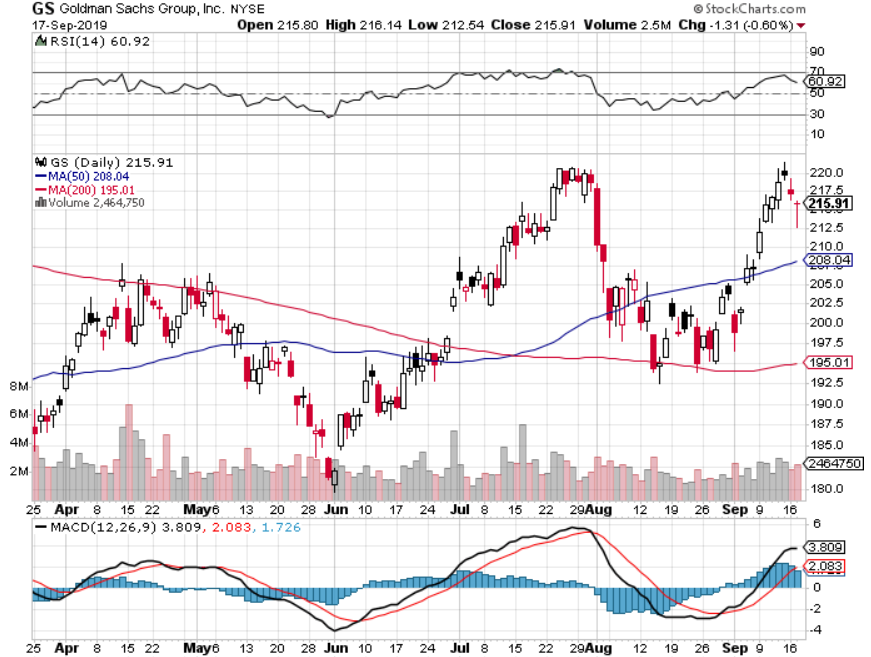 GS Goldman Sachs Group, Inc. NYSE © StockCharts.com
17-Sep-2019 Open 215.80 High 216.14 Low 212.54 Close 215.91 Volume 2.5M Chg -1.31 (-0.60%)
RSI(14) 60.92
90
70
60.92
50
30
10
GS (Daily) 215.91
MA(50) 208.04
MA(200) 195.01
Volume 2,464,750
220.0
217.5
215.91
212.5
210.0
208.04
205.0
202.5
200.0
197.5
195.01
192.5
190.0
187.5
185.0
2464750
180.0
8M
6M
4M
2M
25 Apr 8 15 22 May 6 13 20 28 Jun 10 17 24 Jul 8 15 22 29 Aug 12 19 26 Sep 9 16
MACD(12,26,9) 3.809, 2.083, 1.726
6
3.809
2.083
0
-2
-4
25 Apr 8 15 22 May 6 13 20 28 Jun 10 17 24 Jul 8 15 22 29 Aug 12 19 26 Sep 9 16